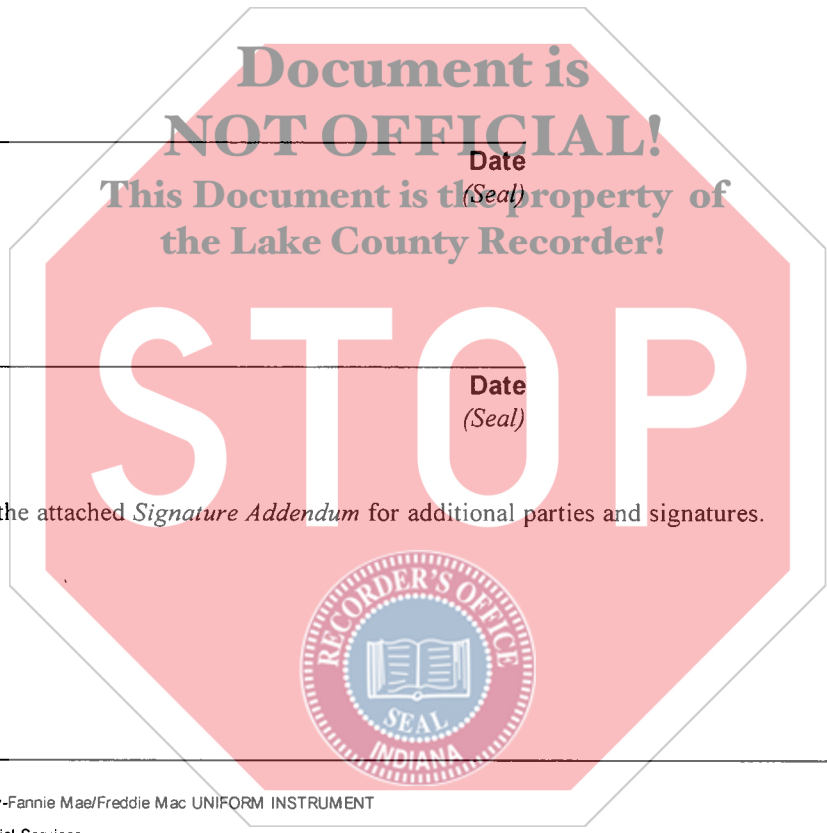 Document is
NOT OFFICIAL!
Date
This Document is the property of
(Seal)
the Lake County Recorder!
STOP
Date
(Seal)
the attached Signature Addendum for additional parties and signatures.
RECORDER'S OFFICE
SEAL
INDIANA
-Fannie Mae/Freddie Mac UNIFORM INSTRUMENT